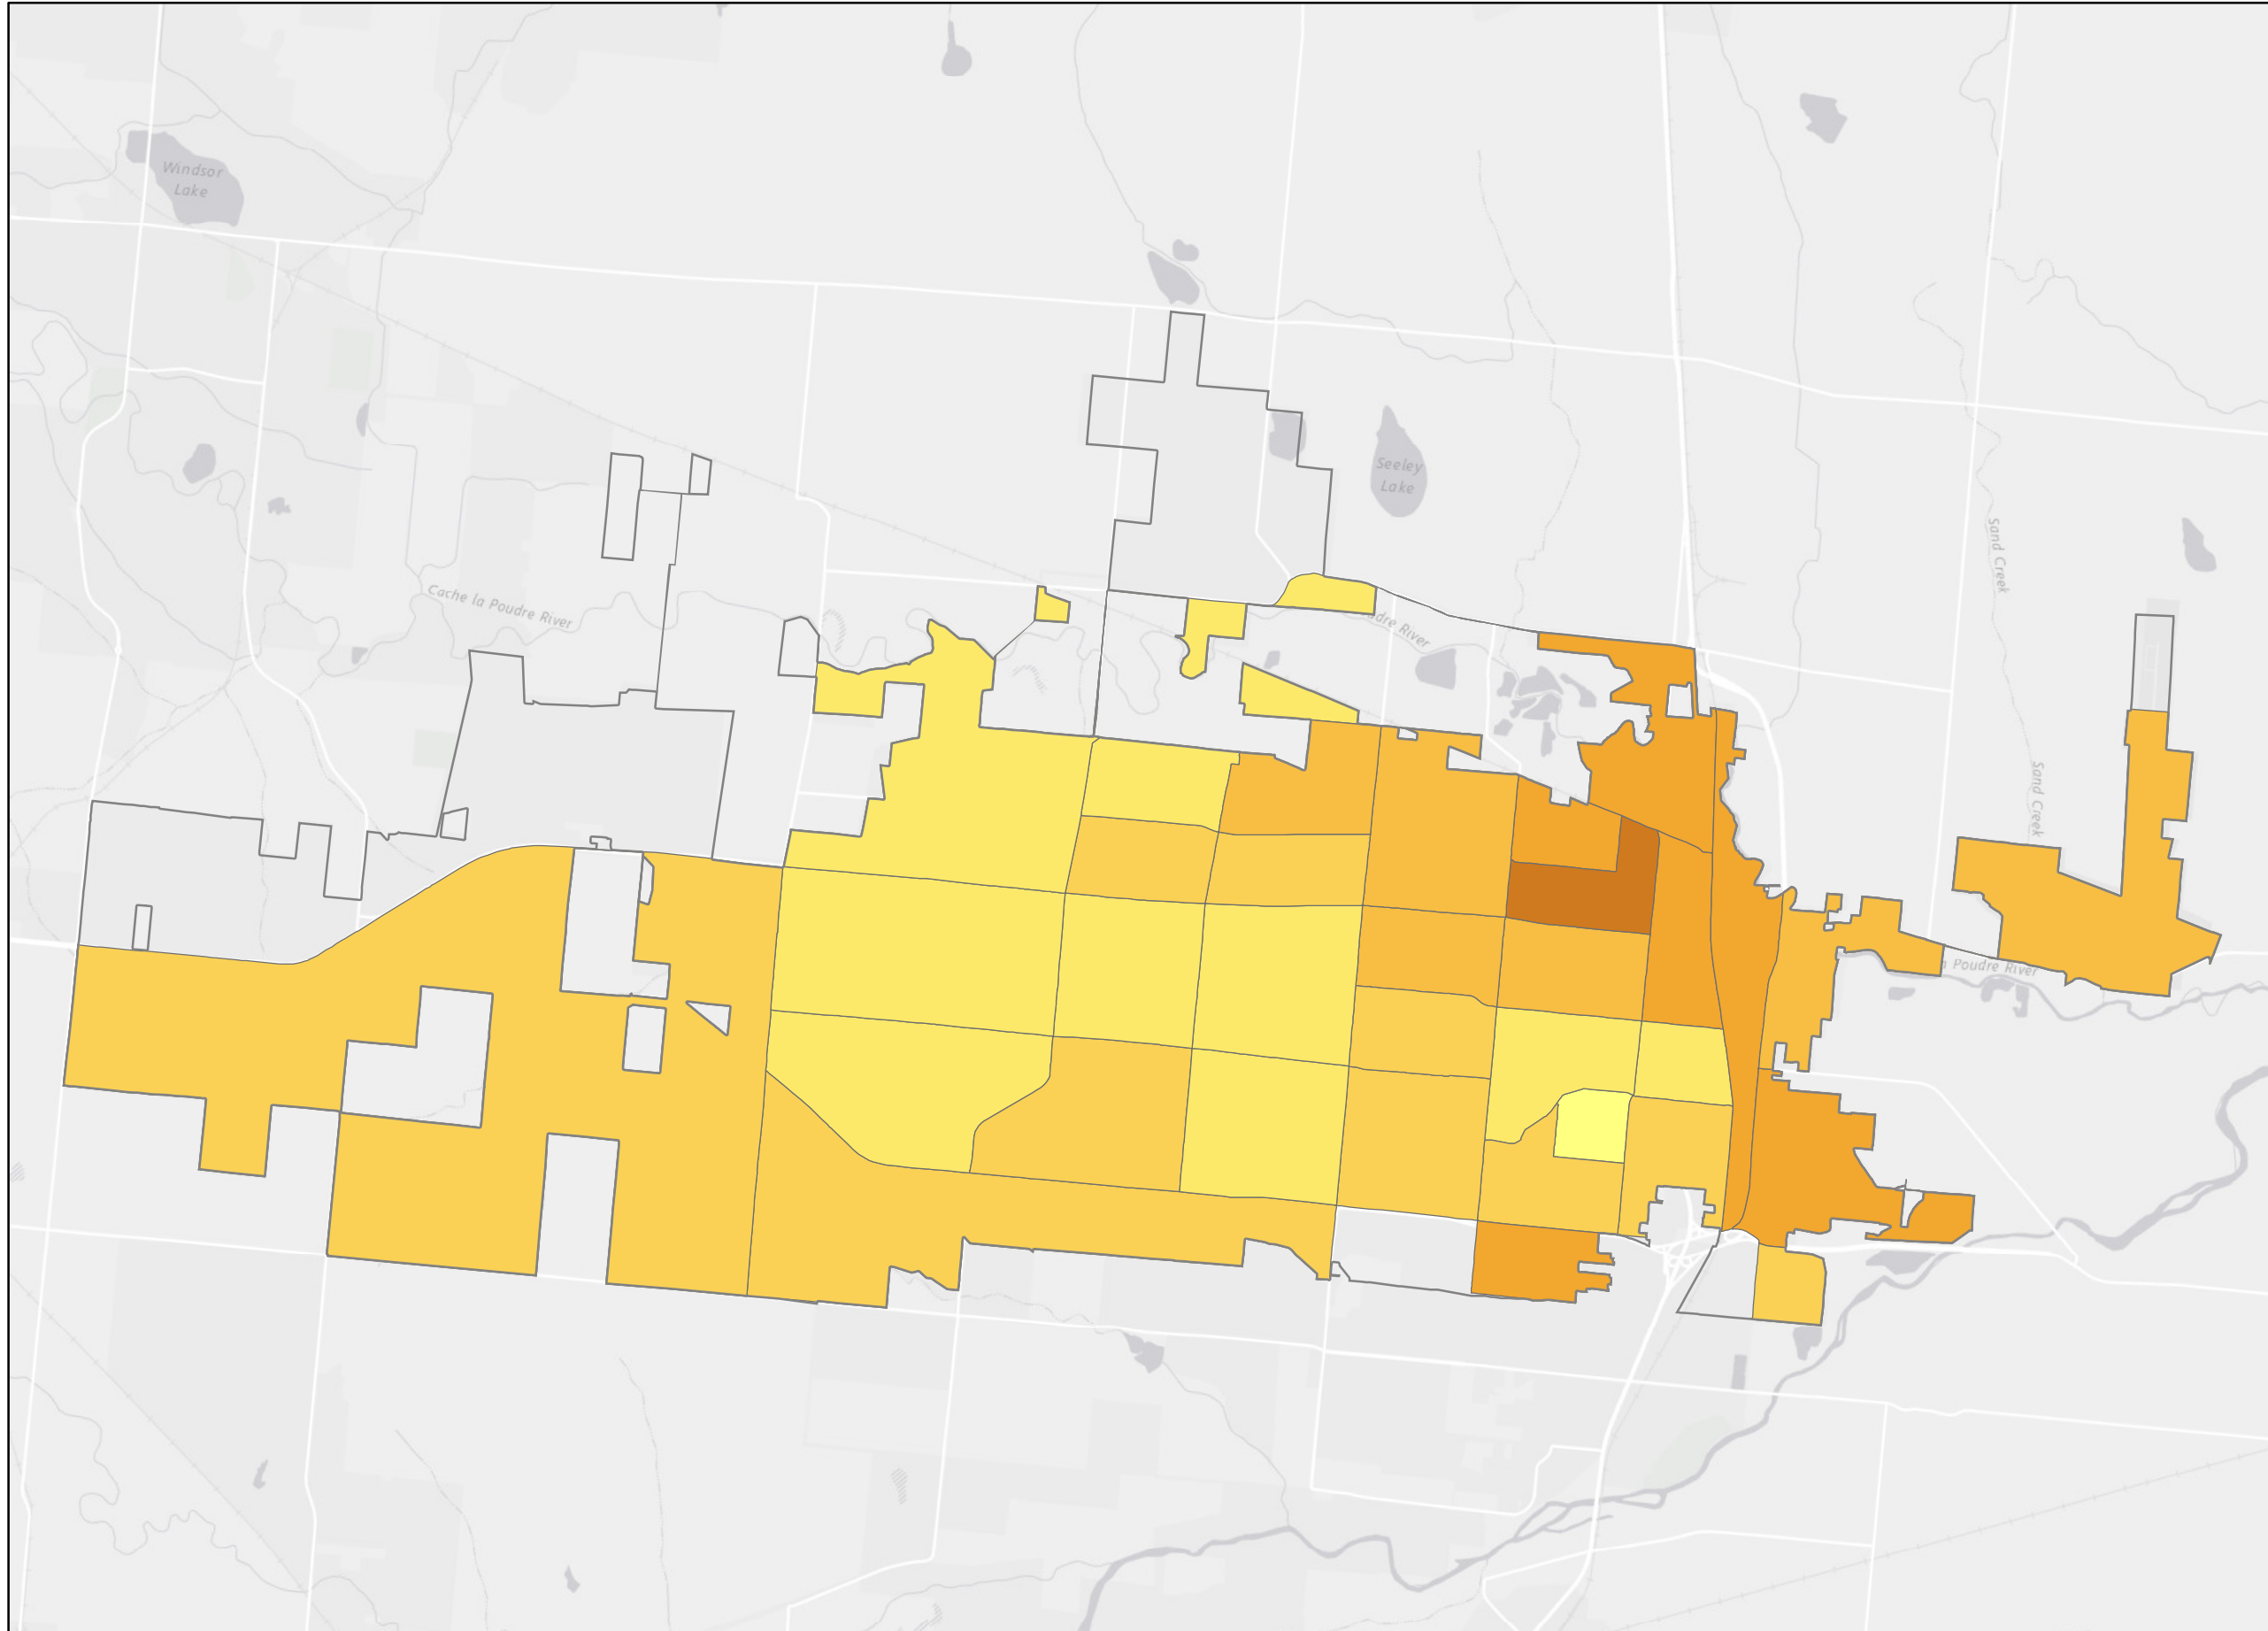 Windsor
Lake
Seeley
Lake
Sand Creek
Cache la Poudre River
dre River
Sand Creek
Poudre River